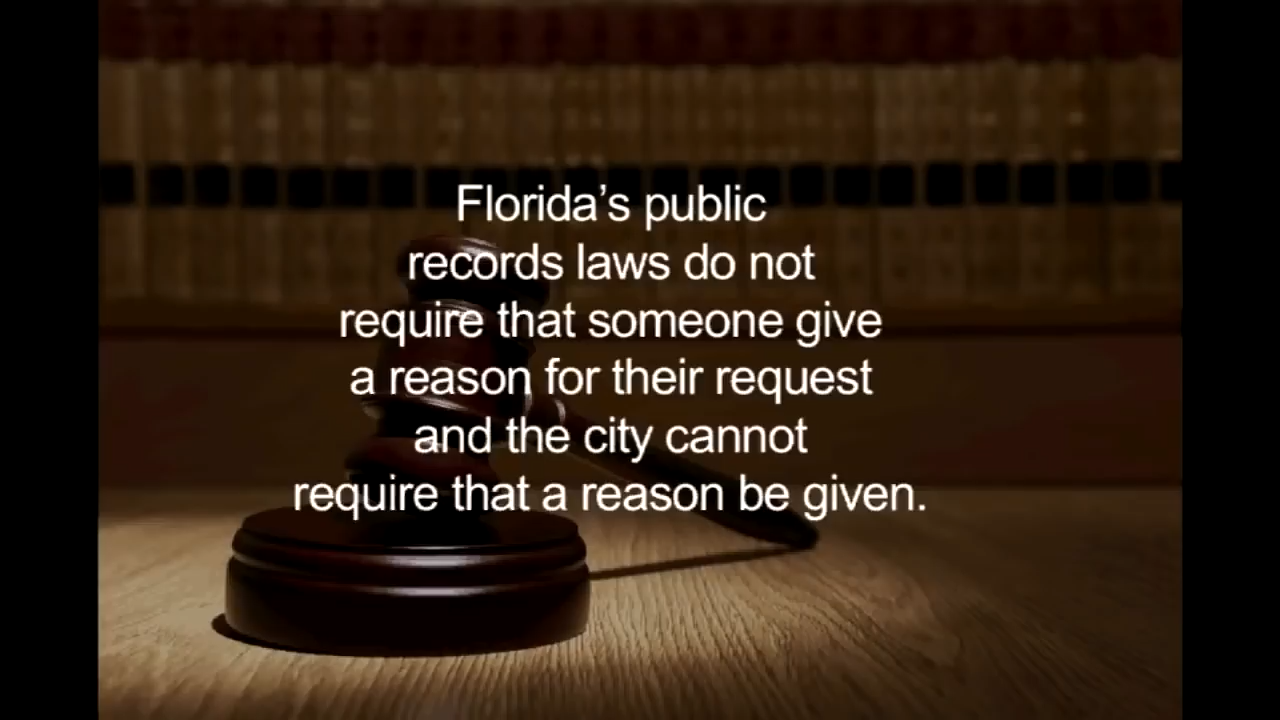 Florida’s public
records laws do not
require that someone give
a reason for their request
and the city cannot
require that a reason be given.